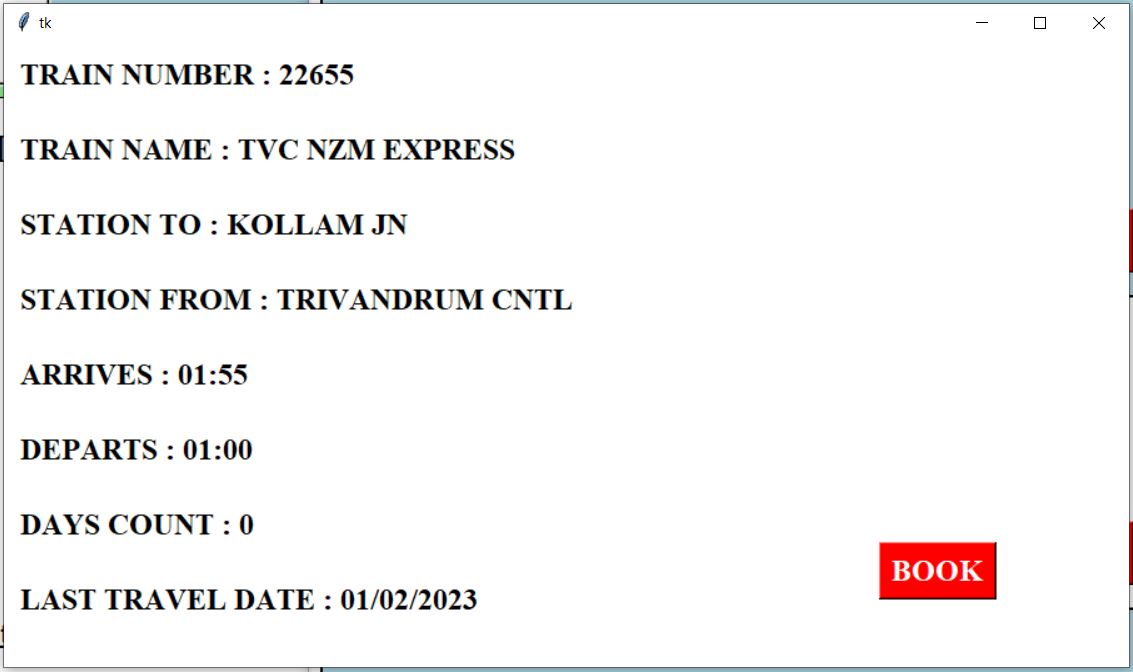 tk
TRAIN NUMBER : 22655
TRAIN NAME : TVC NZM EXPRESS
STATION TO : KOLLAM JN
STATION FROM : TRIVANDRUM CNTL
ARRIVES : 01:55
DEPARTS : 01:00
DAYS COUNT : 0
BOOK
LAST TRAVEL DATE : 01/02/2023